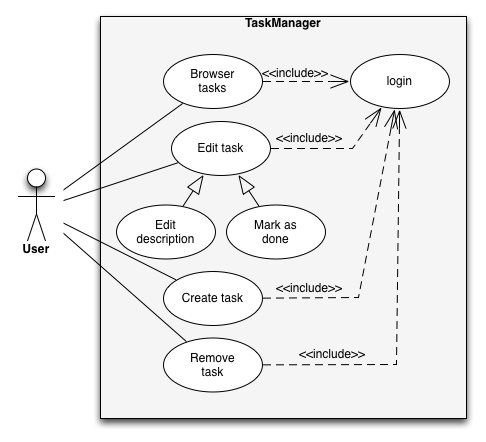 TaskManager
Browser
tasks
<<include>>
login
Edit task
<<include>>
Edit
description
Mark as
done
User
Create task
<<include>>
Remove
task
<<include>>